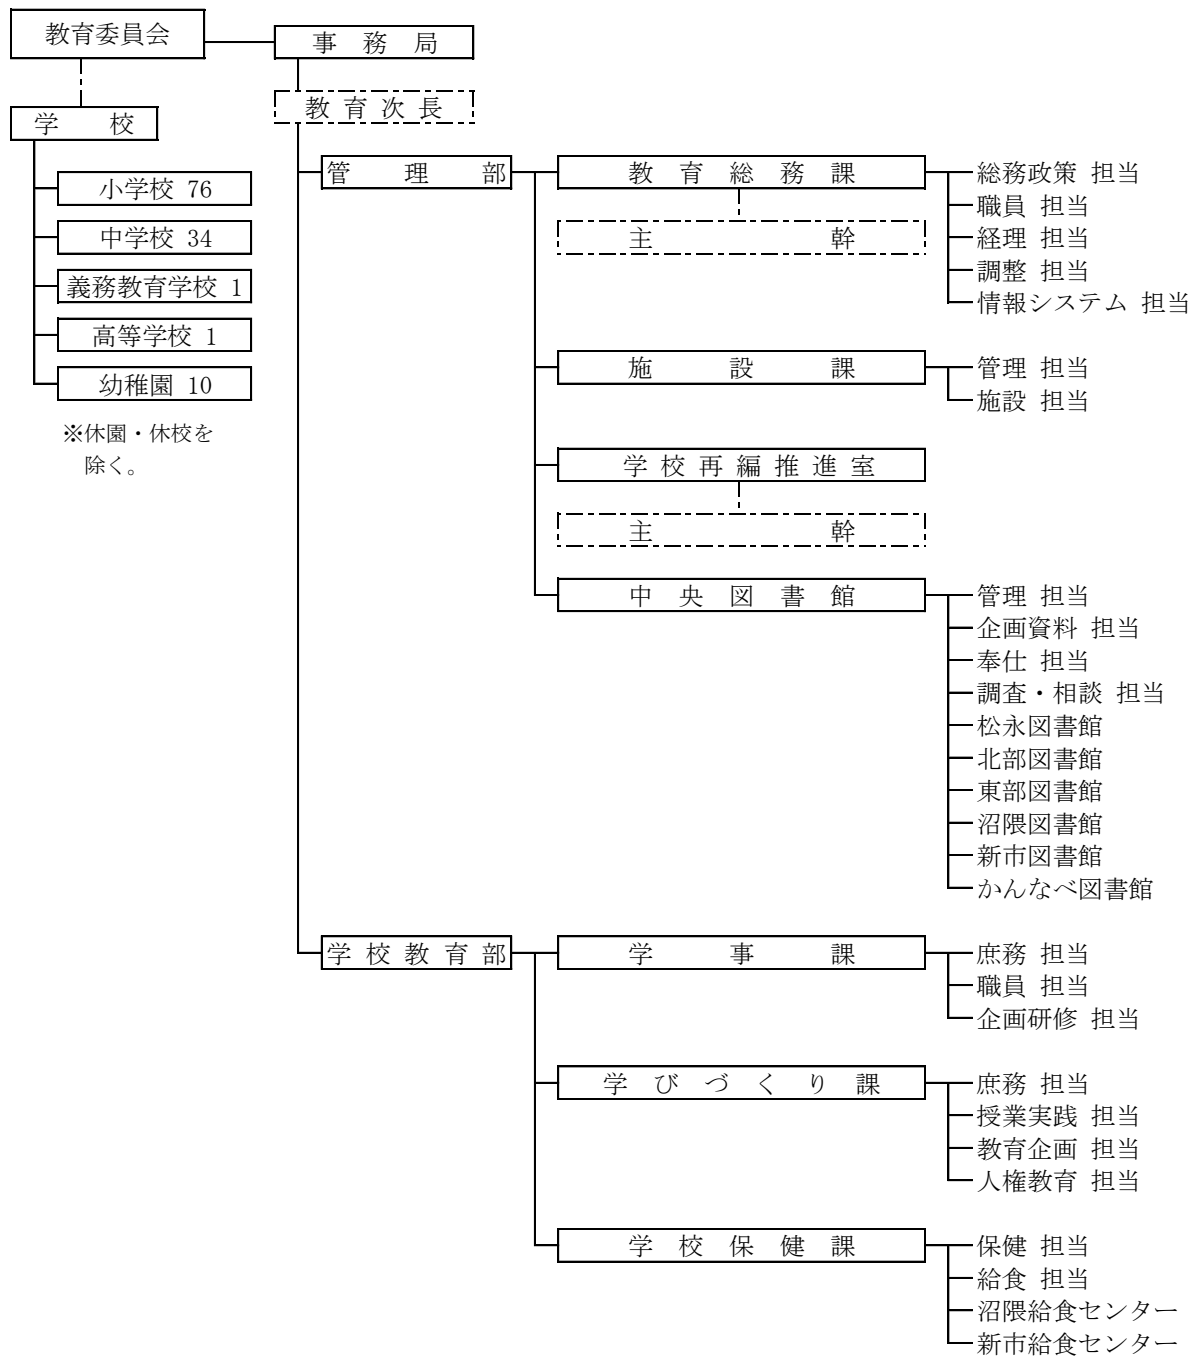 教育委員会
事務局
教育次長
学校
小学校 76
中学校 34
義務教育学校 1
高等学校 1
幼稚園 10
※休園・休校を
除く。
管理部
教育総務課
主幹
総務政策 担当
職員 担当
経理 担当
調整 担当
情報システム 担当
施設課
管理 担当
施設 担当
学校再編推進室
主幹
中央図書館
管理 担当
企画資料 担当
奉仕 担当
調査・相談 担当
松永図書館
北部図書館
東部図書館
沼隈図書館
新市図書館
かんなべ図書館
学校教育部
学事課
庶務 担当
職員 担当
企画研修 担当
学びづくり課
庶務 担当
授業実践 担当
教育企画 担当
人権教育 担当
学校保健課
保健 担当
給食 担当
沼隈給食センター
新市給食センター